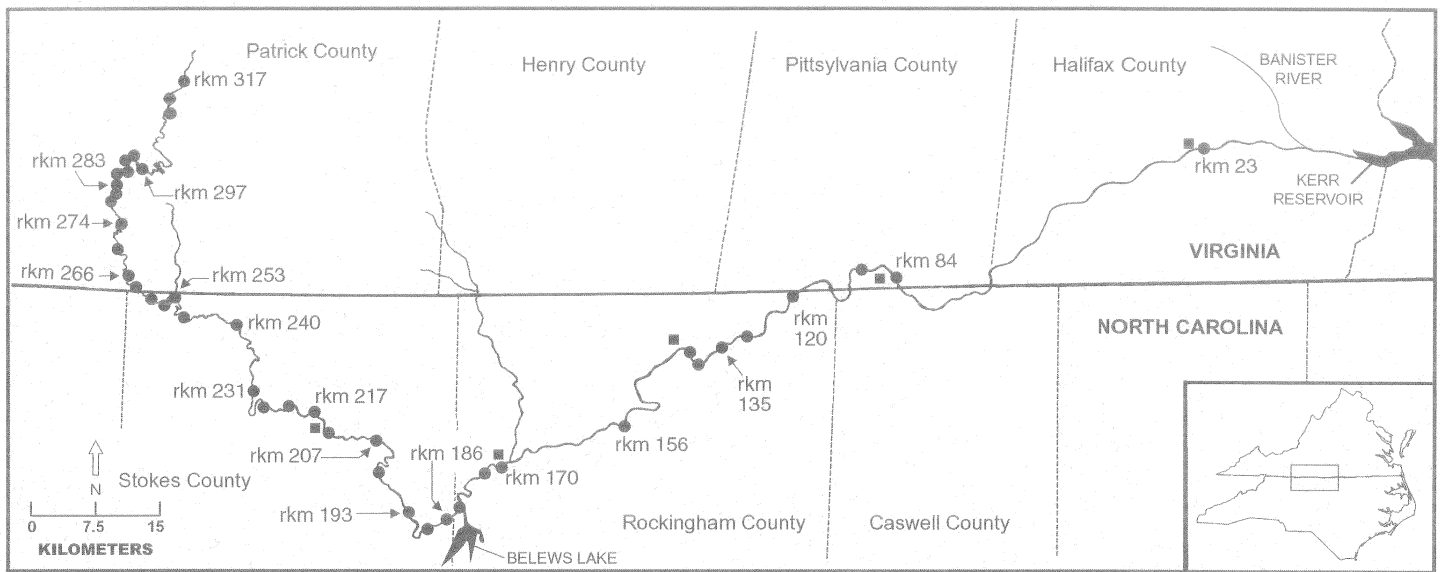 Patrick County
Henry County
Pittsylvania County
Halifax County
BANISTER
RIVER
rkm 317
rkm 283
rkm 297
rkm 23
KERR
RESERVOIR
rkm 274
rkm 266
rkm 253
rkm 84
VIRGINIA
rkm 240
rkm
120
NORTH CAROLINA
rkm 231
rkm 217
rkm
135
rkm 207
rkm 186
rkm 156
N
Stokes County
rkm 170
0 7.5 15
KILOMETERS
rkm 193
Rockingham County
Caswell County
BELEWS LAKE